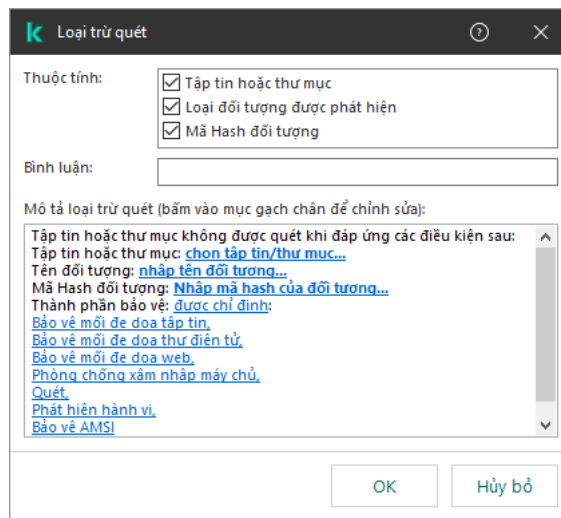 Loại trừ quét
Thuộc tính:
Tập tin hoặc thư mục
Loại đối tượng được phát hiện
Mã Hash đối tượng
Bình luận:
Mô tả loại trừ quét (bấm vào mục gạch chân để chỉnh sửa):
Tập tin hoặc thư mục không được quét khi đáp ứng các điều kiện sau:
Tập tin hoặc thư mục: chọn tập tin/thư mục...
Tên đối tượng: nhập tên đối tượng...
Mã Hash đối tượng: Nhập mã hash của đối tượng...
Thành phần bảo vệ: được chỉ định:
Bảo vệ mối đe dọa tập tin,
Bảo vệ mối đe dọa thư điện tử,
Bảo vệ mối đe dọa web,
Phòng chống xâm nhập máy chủ,
Quét,
Phát hiện hành vi,
Bảo vệ AMSI
OK
Hủy bỏ